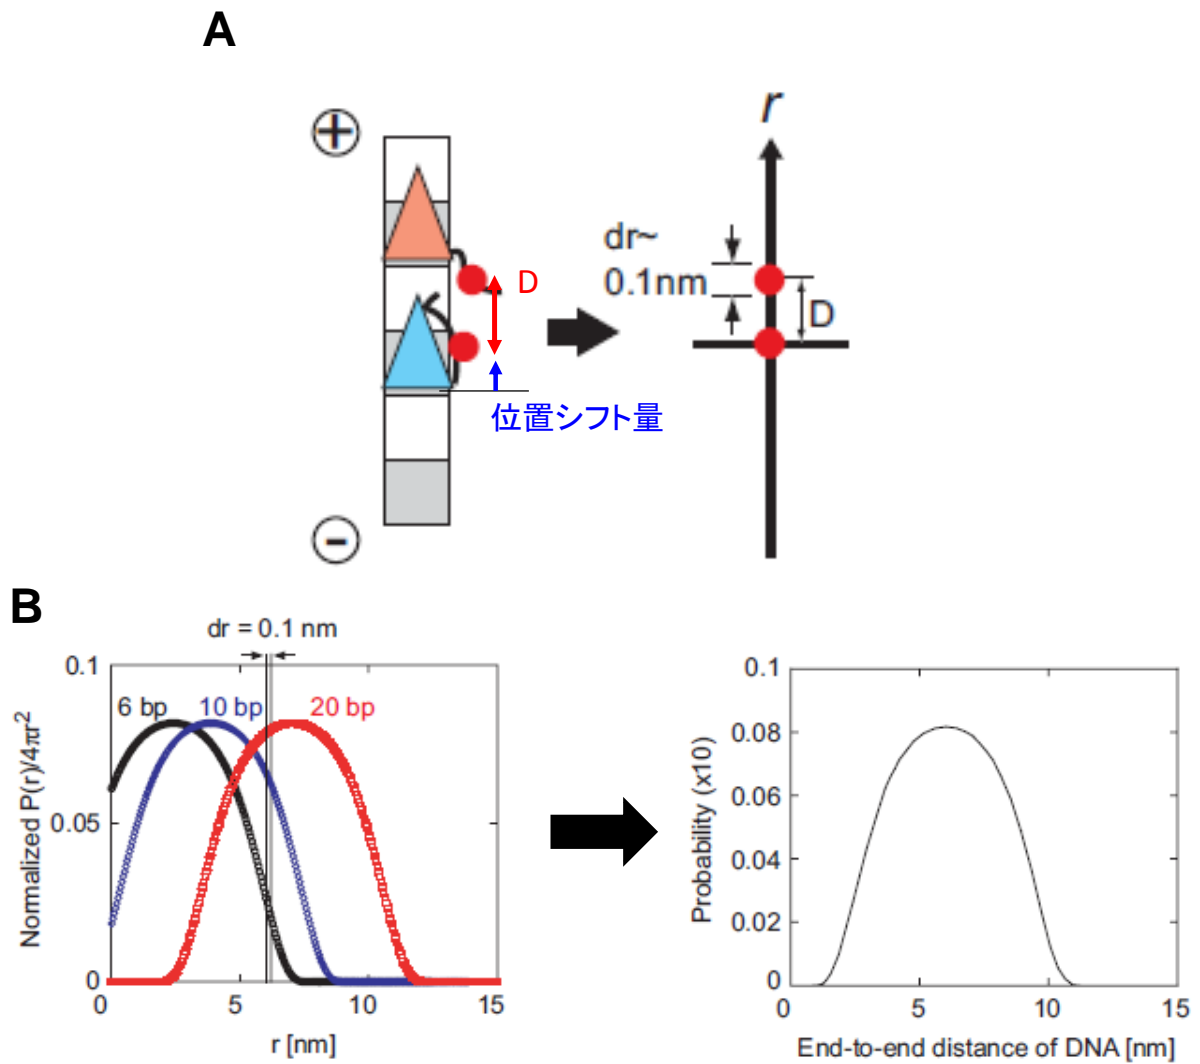 A
r
+
dr~
0.1nm
D
D
位置シフト量
-
B
dr = 0.1 nm
0.1
6 bp
10 bp
20 bp
0.05
0
0
5
10
15
Normalized P(r)/4πr²
r [nm]
0.1
0.08
0.06
0.04
0.02
0
0
5
10
15
Probability (x10)
End-to-end distance of DNA [nm]